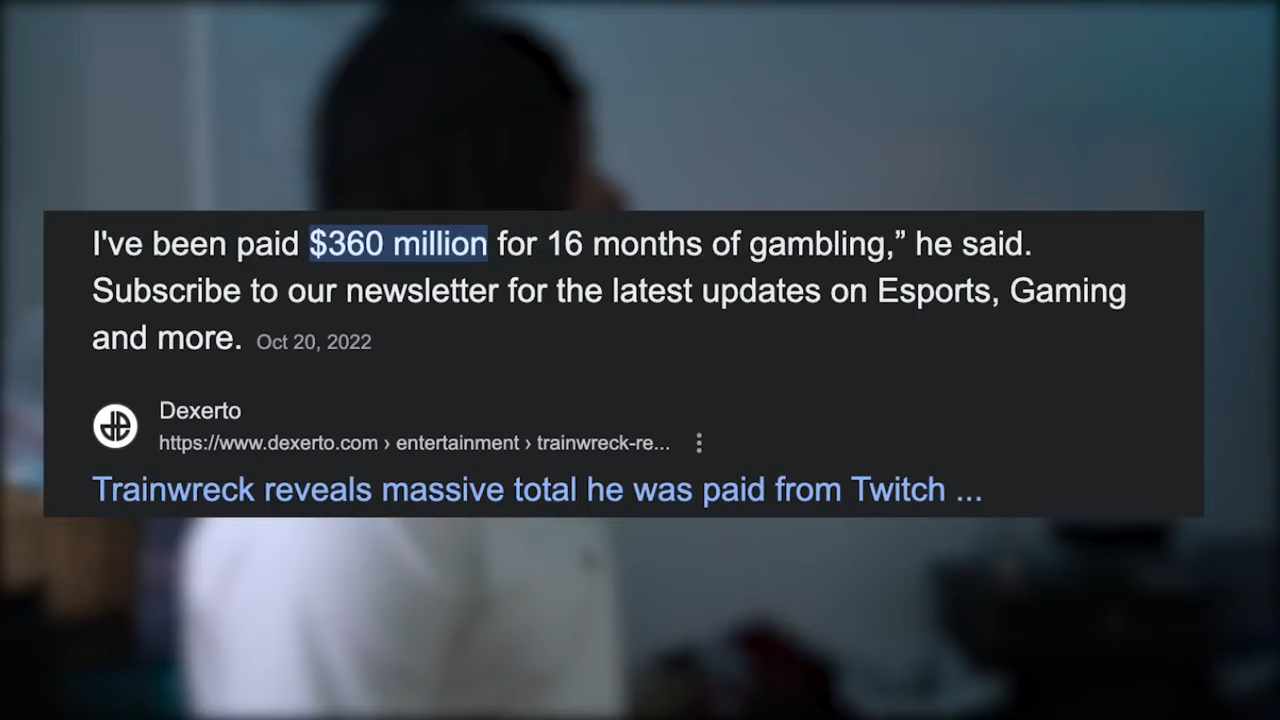 I've been paid $360 million for 16 months of gambling,” he said.
Subscribe to our newsletter for the latest updates on Esports, Gaming
and more. Oct 20, 2022
Dexerto
https://www.dexerto.com › entertainment › trainwreck-re...
Trainwreck reveals massive total he was paid from Twitch ...